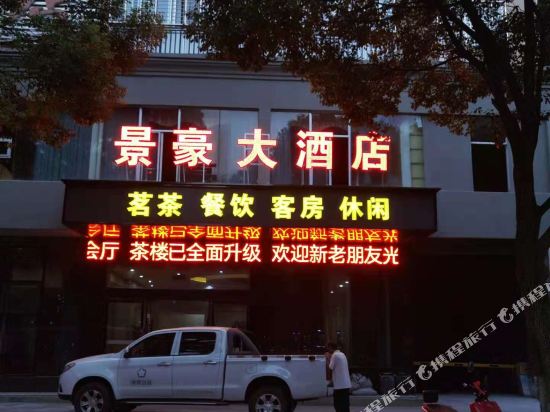 景豪大酒店
茗茶 餐饮 客房 休闲
会厅 茶楼已全面升级 欢迎新老朋友光
@携程旅行